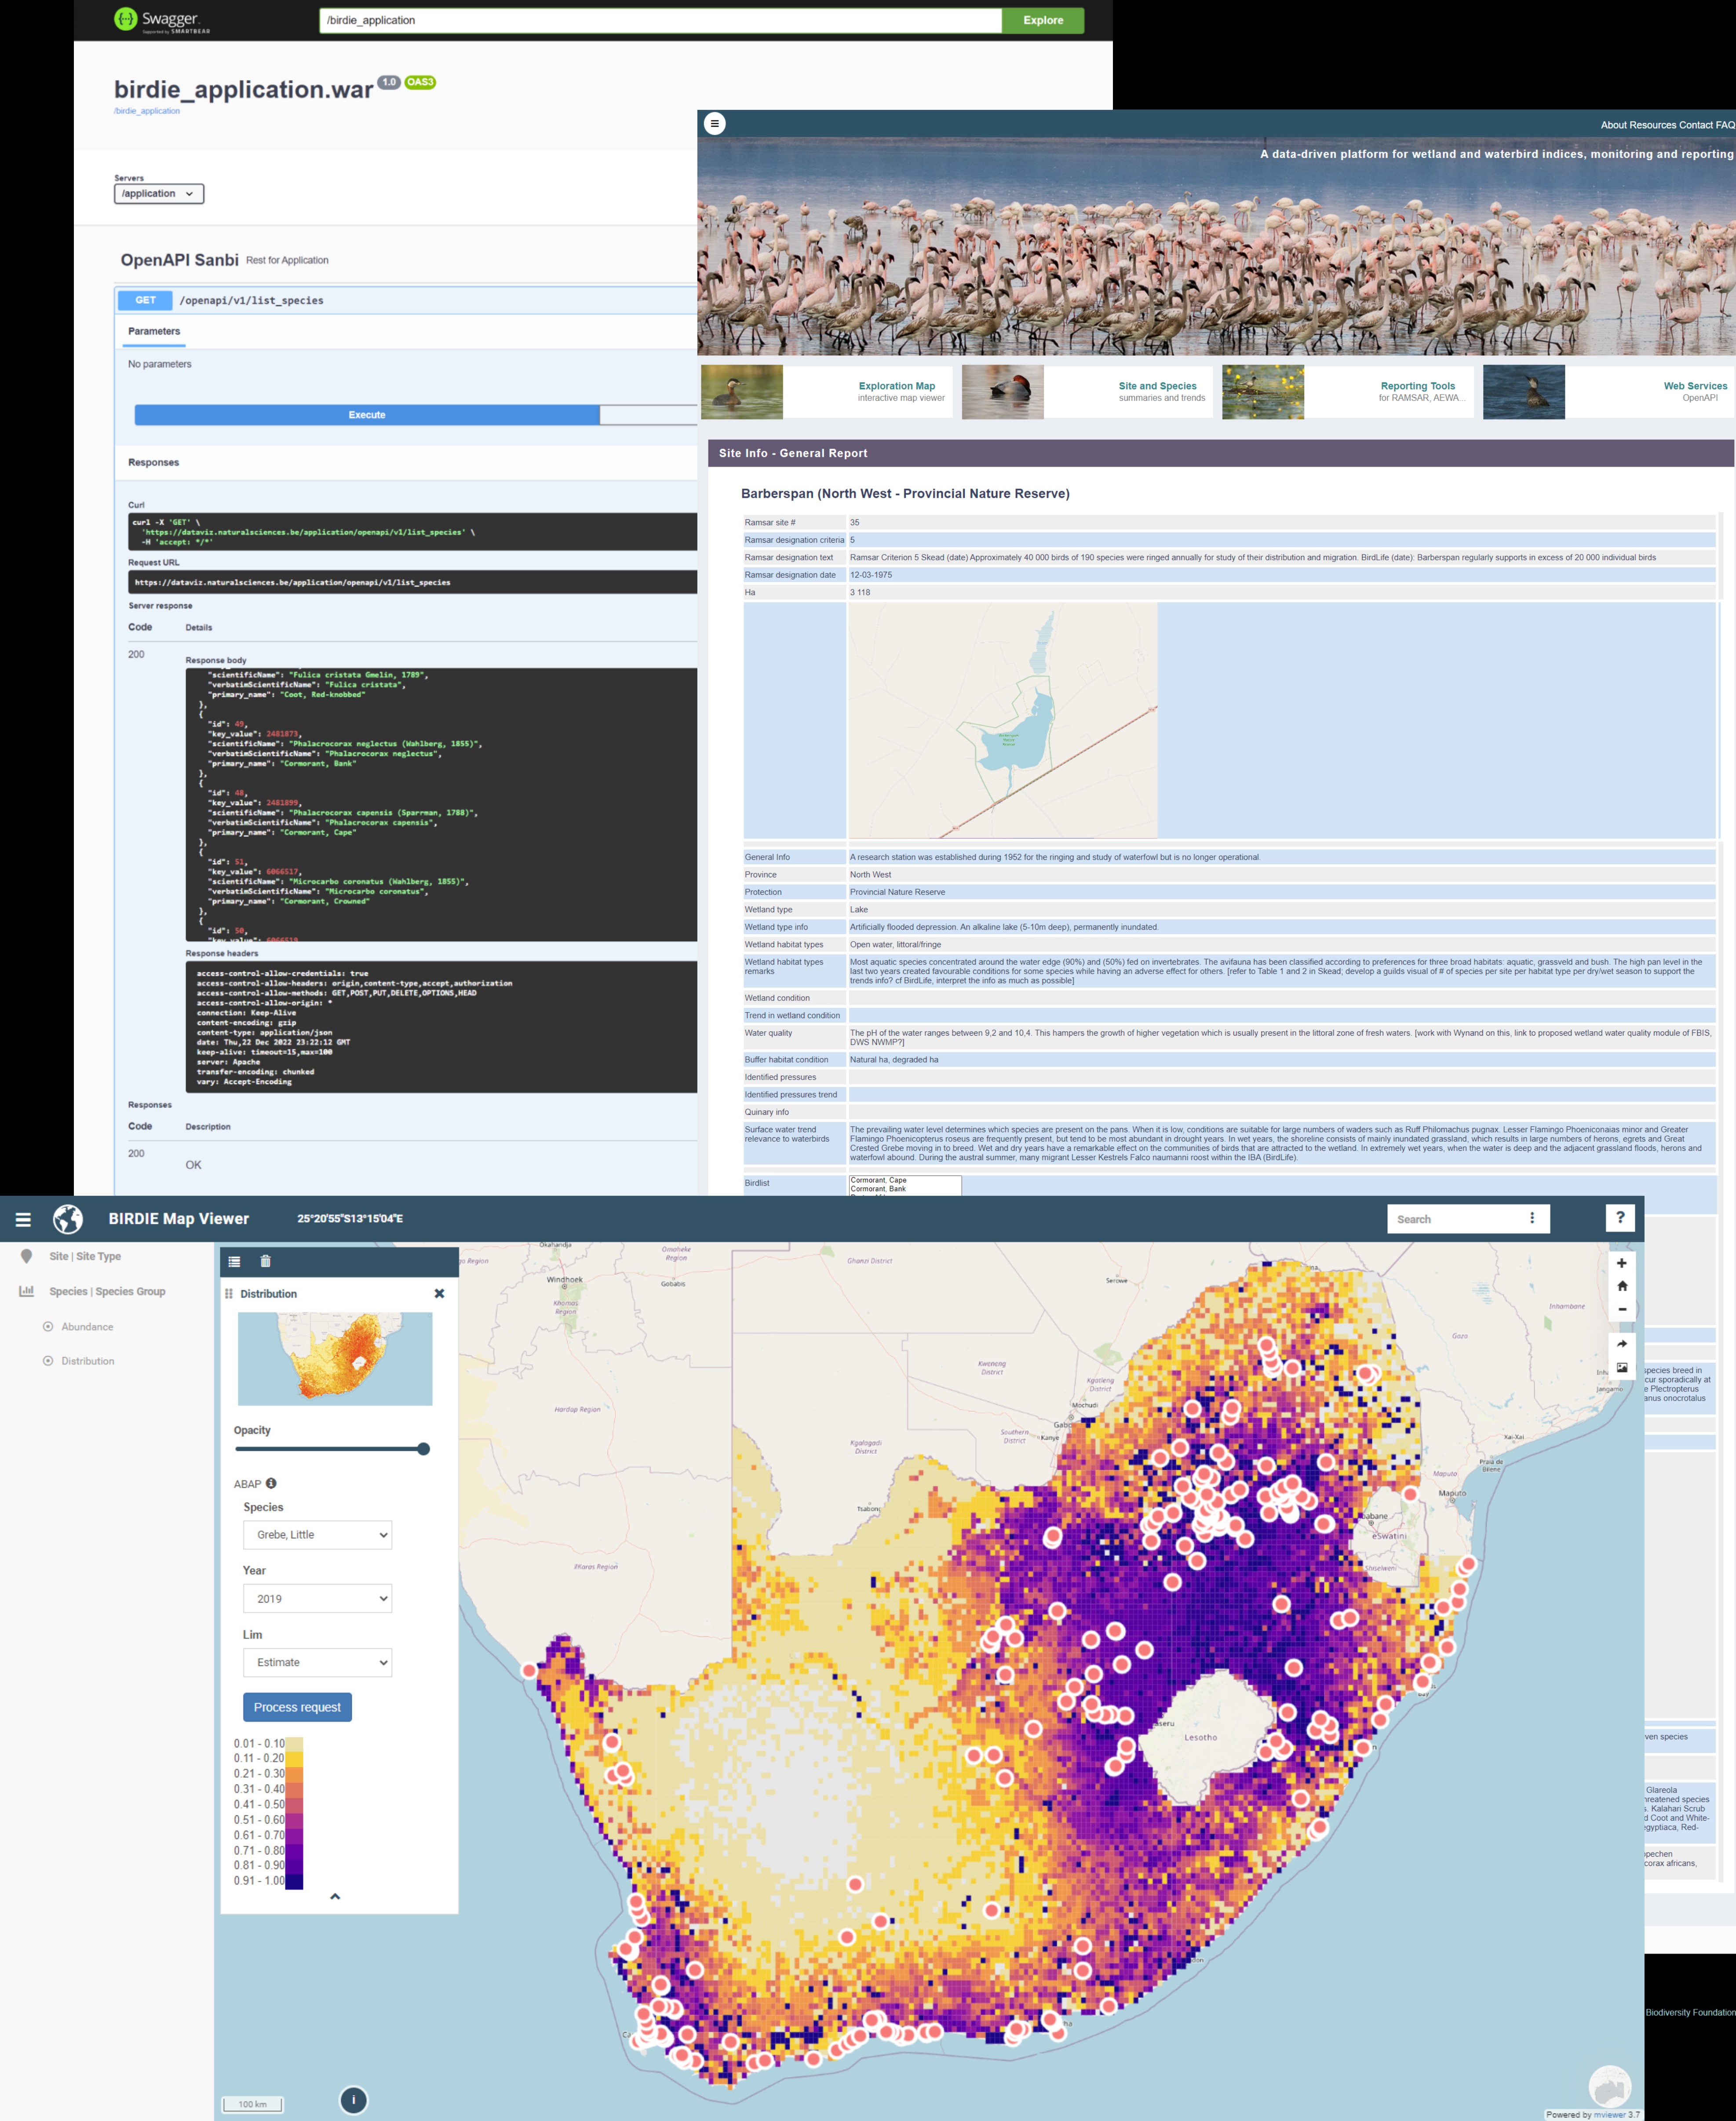 Swagger.
Supported by SMARTBEAR
/birdie_application
Explore
birdie_application.war 1.0 OAS3
/birdie_application
Servers
/application
OpenAPI Sanbi Rest for Application
GET /openapi/v1/list_species
Parameters
No parameters
Execute
Responses
Curl
curl -X 'GET' \
'https://dataviz.naturalsciences.be/application/openapi/v1/list_species' \
-H 'accept: */*'
Request URL
https://dataviz.naturalsciences.be/application/openapi/v1/list_species
Server response
Code Details
200
Response body
"scientificName": "Fulica cristata Gmelin, 1789",
"verbatimScientificName": "Fulica cristata",
"primary_name": "Coot, Red-knobbed"
},
{
"id": 49,
"key_value": 2481873,
"scientificName": "Phalacrocorax neglectus (Wahlberg, 1855)",
"verbatimScientificName": "Phalacrocorax neglectus",
"primary_name": "Cormorant, Bank"
},
{
"id": 48,
"key_value": 2481899,
"scientificName": "Phalacrocorax capensis (Sparrman, 1788)",
"verbatimScientificName": "Phalacrocorax capensis",
"primary_name": "Cormorant, Cape"
},
{
"id": 51,
"key_value": 6066517,
"scientificName": "Microcarbo coronatus (Wahlberg, 1855)",
"verbatimScientificName": "Microcarbo coronatus",
"primary_name": "Cormorant, Crowned"
},
{
"id": 50,
Response headers
access-control-allow-credentials: true
access-control-allow-headers: origin,content-type,accept,authorization
access-control-allow-methods: GET,POST,PUT,DELETE,OPTIONS,HEAD
access-control-allow-origin: *
connection: Keep-Alive
content-encoding: gzip
content-type: application/json
date: Thu,22 Dec 2022 23:22:12 GMT
keep-alive: timeout=15,max=100
server: Apache
transfer-encoding: chunked
vary: Accept-Encoding
Responses
Code Description
200
OK
About Resources Contact FAQ
A data-driven platform for wetland and waterbird indices, monitoring and reporting
Exploration Map
interactive map viewer
Site and Species
summaries and trends
Reporting Tools
for RAMSAR, AEWA...
Web Services
OpenAPI
Site Info - General Report
Barberspan (North West - Provincial Nature Reserve)
Ramsar site # 35
Ramsar designation criteria 5
Ramsar designation text Ramsar Criterion 5 Skead (date) Approximately 40 000 birds of 190 species were ringed annually for study of their distribution and migration. BirdLife (date): Barberspan regularly supports in excess of 20 000 individual birds
Ramsar designation date 12-03-1975
Ha 3 118
General Info A research station was established during 1952 for the ringing and study of waterfowl but is no longer operational.
Province North West
Protection Provincial Nature Reserve
Wetland type Lake
Wetland type info Artificially flooded depression. An alkaline lake (5-10m deep), permanently inundated.
Wetland habitat types Open water, littoral/fringe
Wetland habitat types remarks Most aquatic species concentrated around the water edge (90%) and (50%) fed on invertebrates. The avifauna has been classified according to preferences for three broad habitats: aquatic, grassveld and bush. The high pan level in the
last two years created favourable conditions for some species while having an adverse effect for others. [refer to Table 1 and 2 in Skead; develop a guilds visual of # of species per site per habitat type per dry/wet season to support the
trends info? cf BirdLife, interpret the info as much as possible]
Wetland condition
Trend in wetland condition
Water quality The pH of the water ranges between 9,2 and 10,4. This hampers the growth of higher vegetation which is usually present in the littoral zone of fresh waters. [work with Wynand on this, link to proposed wetland water quality module of FBIS,
DWS NWMP?]
Buffer habitat condition Natural ha, degraded ha
Identified pressures
Identified pressures trend
Quinary info
Surface water trend relevance to waterbirds The prevailing water level determines which species are present on the pans. When it is low, conditions are suitable for large numbers of waders such as Ruff Philomachus pugnax. Lesser Flamingo Phoeniconaias minor and Greater
Flamingo Phoenicopterus roseus are frequently present, but tend to be most abundant in drought years. In wet years, the shoreline consists of mainly inundated grassland, which results in large numbers of herons, egrets and Great
Crested Grebe moving in to breed. Wet and dry years have a remarkable effect on the communities of birds that are attracted to the wetland. In extremely wet years, when the water is deep and the adjacent grassland floods, herons and
waterfowl abound. During the austral summer, many migrant Lesser Kestrels Falco naumanni roost within the IBA (BirdLife).
Birdlist Cormorant, Cape
Cormorant, Bank
BIRDIE Map Viewer
25°20'55"S13°15'04"E
Search
?
Site | Site Type
Species | Species Group
Abundance
Distribution
Distribution
Opacity
ABAP
Species
Grebe, Little
Year
2019
Lim
Estimate
Process request
0.01 - 0.10
0.11 - 0.20
0.21 - 0.30
0.31 - 0.40
0.41 - 0.50
0.51 - 0.60
0.61 - 0.70
0.71 - 0.80
0.81 - 0.90
0.91 - 1.00
100 km
i
Okahandja
Omaheke
Region
Ghanzi District
Windhoek
Gobabis
Khomas
Region
Serowe
Inhambane
Gaza
Kweneng
District
Kgatleng
District
Mochudi
Hardap Region
Southern
District
Kanye
Kgalagadi
District
Tsabong
Xai-Xai
Praia de
Bilene
Maputo
Maputo
eSwatini
Shiselweni
ǁKaras Region
Lesotho
species breed in
cur sporadically at
e Plectropterus
anus onocrotalus
ven species
Glareola
hreatened species
s. Kalahari Scrub
d Coot and White-
egyptiaca, Red-
opechen
corax africans,
Biodiversity Foundation
Powered by mviewer 3.7